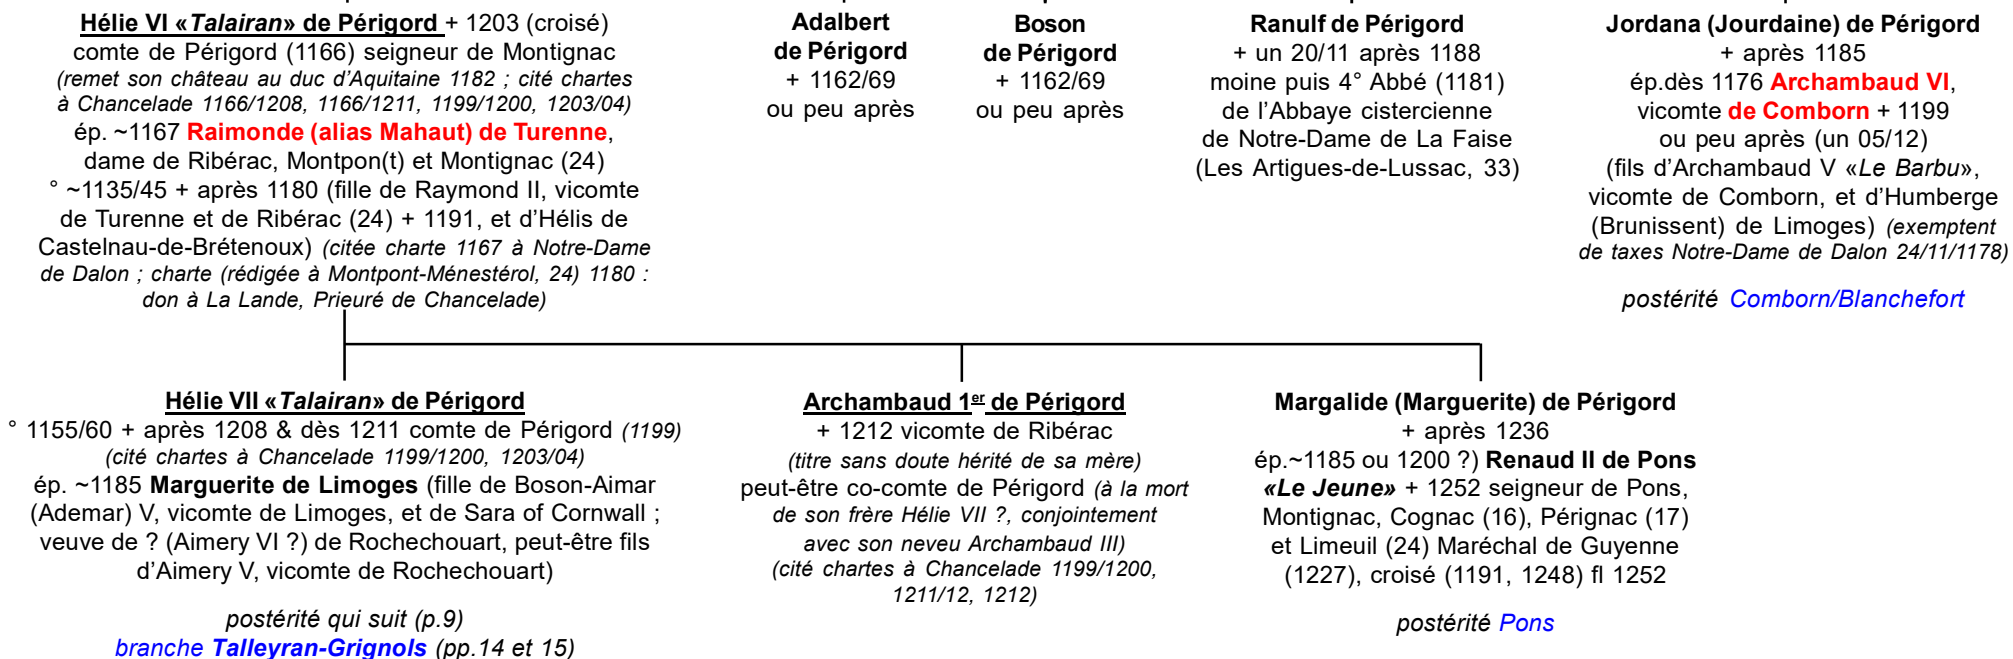 Hélie VI «Talairan» de Périgord + 1203 (croisé)
comte de Périgord (1166) seigneur de Montignac
(remet son château au duc d'Aquitaine 1182 ; cité chartes
à Chancelade 1166/1208, 1166/1211, 1199/1200, 1203/04)
ép. ~1167 Raimonde (alias Mahaut) de Turenne,
dame de Ribérac, Montpon(t) et Montignac (24)
° ~1135/45 + après 1180 (fille de Raymond II, vicomte
de Turenne et de Ribérac (24) + 1191, et d'Hélis de
Castelnau-de-Brétenoux) (citée charte 1167 à Notre-Dame
de Dalon ; charte (rédigée à Montpont-Ménestérol, 24) 1180 :
don à La Lande, Prieuré de Chancelade)
Adalbert
de Périgord
+ 1162/69
ou peu après
Boson
de Périgord
+ 1162/69
ou peu après
Ranulf de Périgord
+ un 20/11 après 1188
moine puis 4° Abbé (1181)
de l'Abbaye cistercienne
de Notre-Dame de La Faise
(Les Artigues-de-Lussac, 33)
Jordana (Jourdaine) de Périgord
+ après 1185
ép.dès 1176 Archambaud VI,
vicomte de Comborn + 1199
ou peu après (un 05/12)
(fils d'Archambaud V «Le Barbu»,
vicomte de Comborn, et d'Humberge
(Brunissent) de Limoges) (exemptent
de taxes Notre-Dame de Dalon 24/11/1178)
postérité Comborn/Blanchefort
Hélie VII «Talairan» de Périgord
° 1155/60 + après 1208 & dès 1211 comte de Périgord (1199)
(cité chartes à Chancelade 1199/1200, 1203/04)
ép. ~1185 Marguerite de Limoges (fille de Boson-Aimar
(Ademar) V, vicomte de Limoges, et de Sara of Cornwall ;
veuve de ? (Aimery VI ?) de Rochechouart, peut-être fils
d'Aimery V, vicomte de Rochechouart)
postérité qui suit (p.9)
branche Talleyran-Grignols (pp.14 et 15)
Archambaud 1er de Périgord
+ 1212 vicomte de Ribérac
(titre sans doute hérité de sa mère)
peut-être co-comte de Périgord (à la mort
de son frère Hélie VII ?, conjointement
avec son neveu Archambaud III)
(cité chartes à Chancelade 1199/1200,
1211/12, 1212)
Margalide (Marguerite) de Périgord
+ après 1236
ép.~1185 ou 1200 ?) Renaud II de Pons
«Le Jeune» + 1252 seigneur de Pons,
Montignac, Cognac (16), Pérignac (17)
et Limeuil (24) Maréchal de Guyenne
(1227), croisé (1191, 1248) fl 1252
postérité Pons